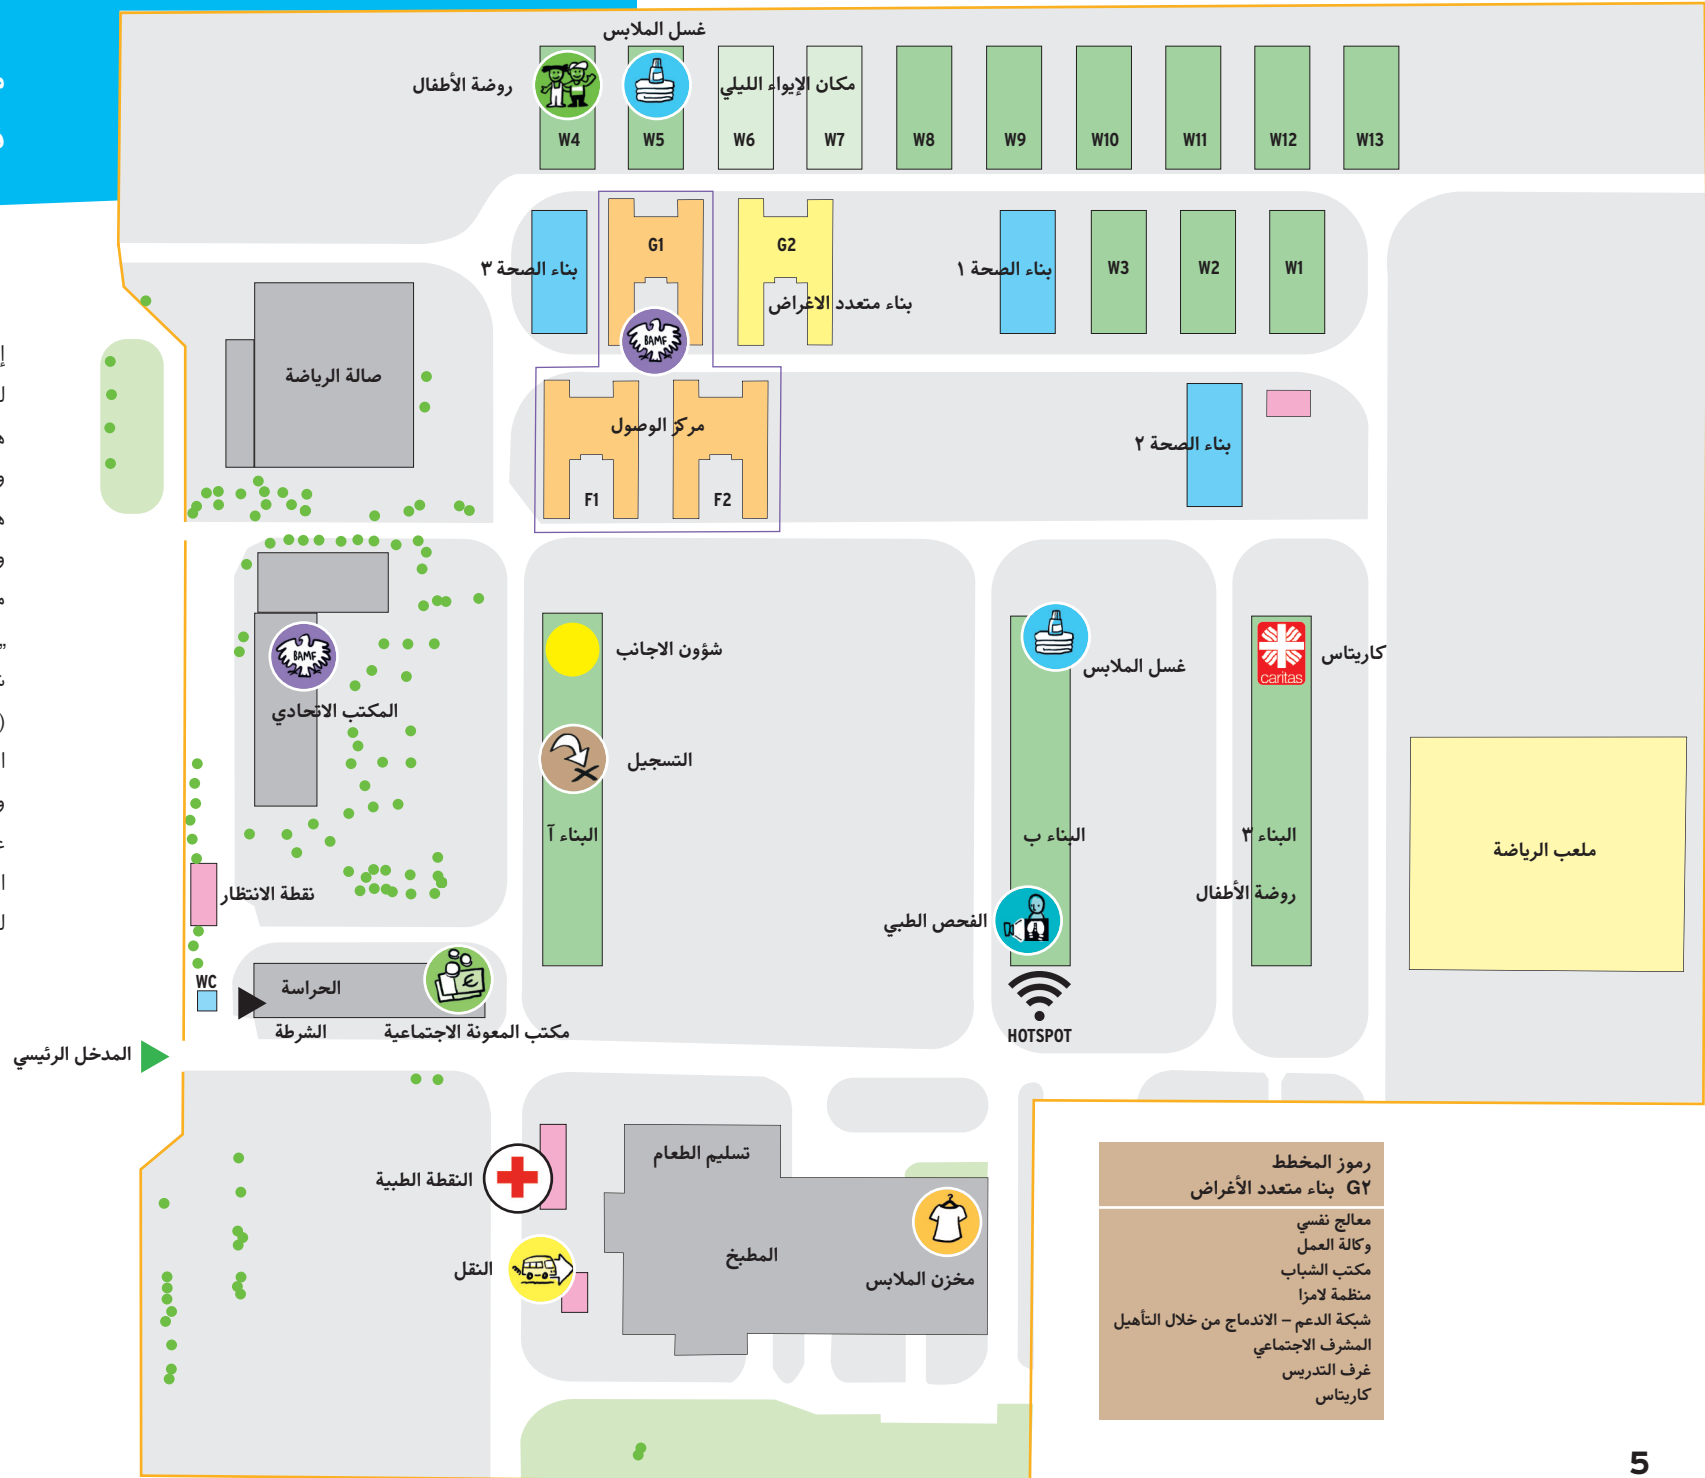 غسل الملابس
روضة الأطفال
مكان الإيواء الليلي
W4
W5
W6
W7
W8
W9
W10
W11
W12
W13
بناء الصحة ٣
G1
G2
بناء الصحة ١
W3
W2
W1
بناء متعدد الاغراض
BAMF
صالة الرياضة
مركز الوصول
بناء الصحة ٢
F1
F2
شؤون الاجانب
غسل الملابس
كاريتاس
caritas
BAMF
المكتب الاتحادي
التسجيل
البناء آ
البناء ب
البناء ٣
ملعب الرياضة
نقطة الانتظار
روضة الأطفال
الفحص الطبي
WC
الحراسة
الشرطة
مكتب المعونة الاجتماعية
HOTSPOT
المدخل الرئيسي
تسليم الطعام
النقطة الطبية
المطبخ
النقل
مخزن الملابس
رموز المخطط
G٢ بناء متعدد الأغراض
معالج نفسي
وكالة العمل
مكتب الشباب
منظمة لامزا
شبكة الدعم – الاندماج من خلال التأهيل
المشرف الاجتماعي
غرف التدريس
كاريتاس
5